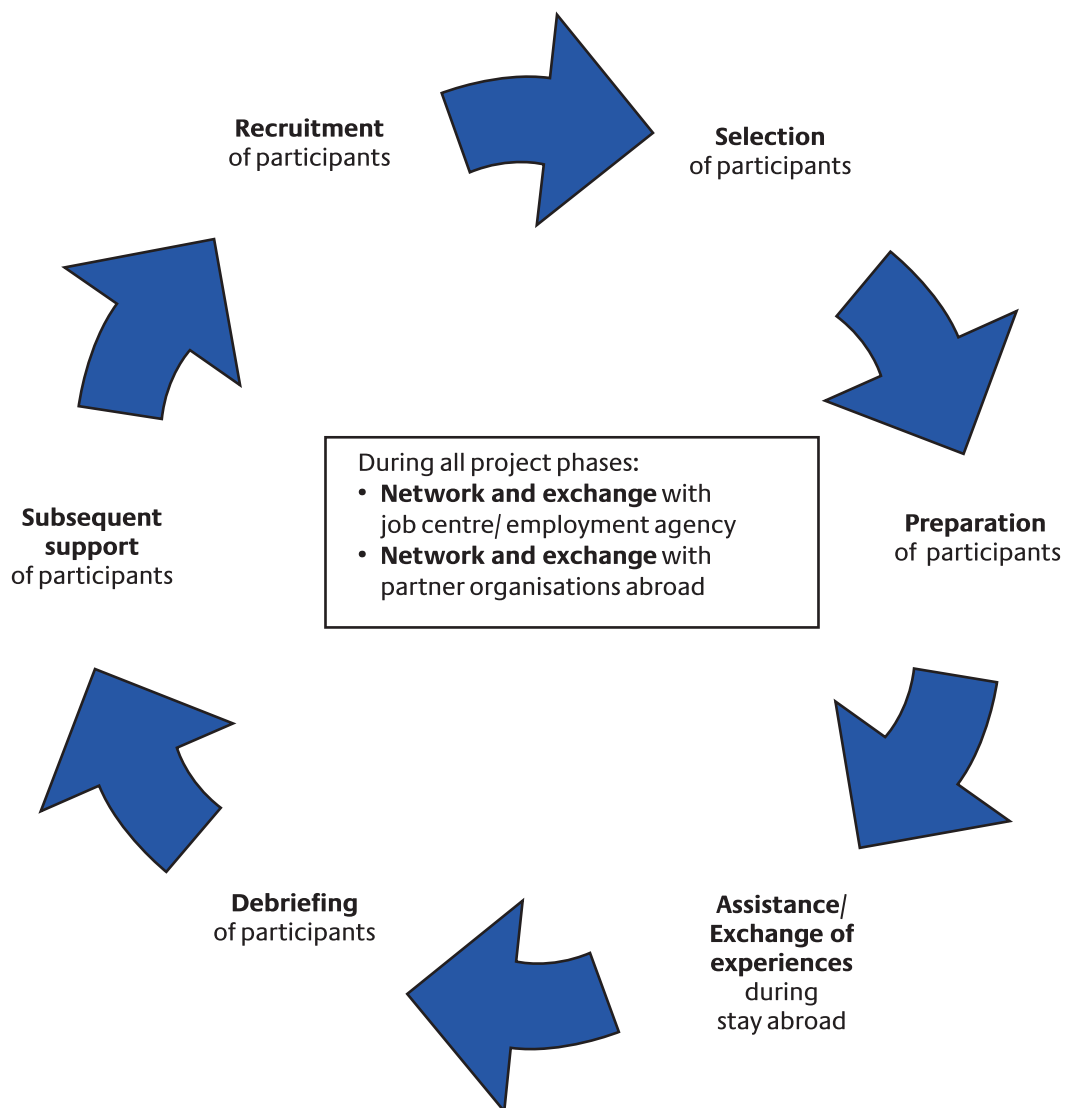 Recruitment
of participants
Selection
of participants
During all project phases:
• Network and exchange with
job centre/ employment agency
• Network and exchange with
partner organisations abroad
Subsequent
support
of participants
Preparation
of participants
Debriefing
of participants
Assistance/
Exchange of
experiences
during
stay abroad